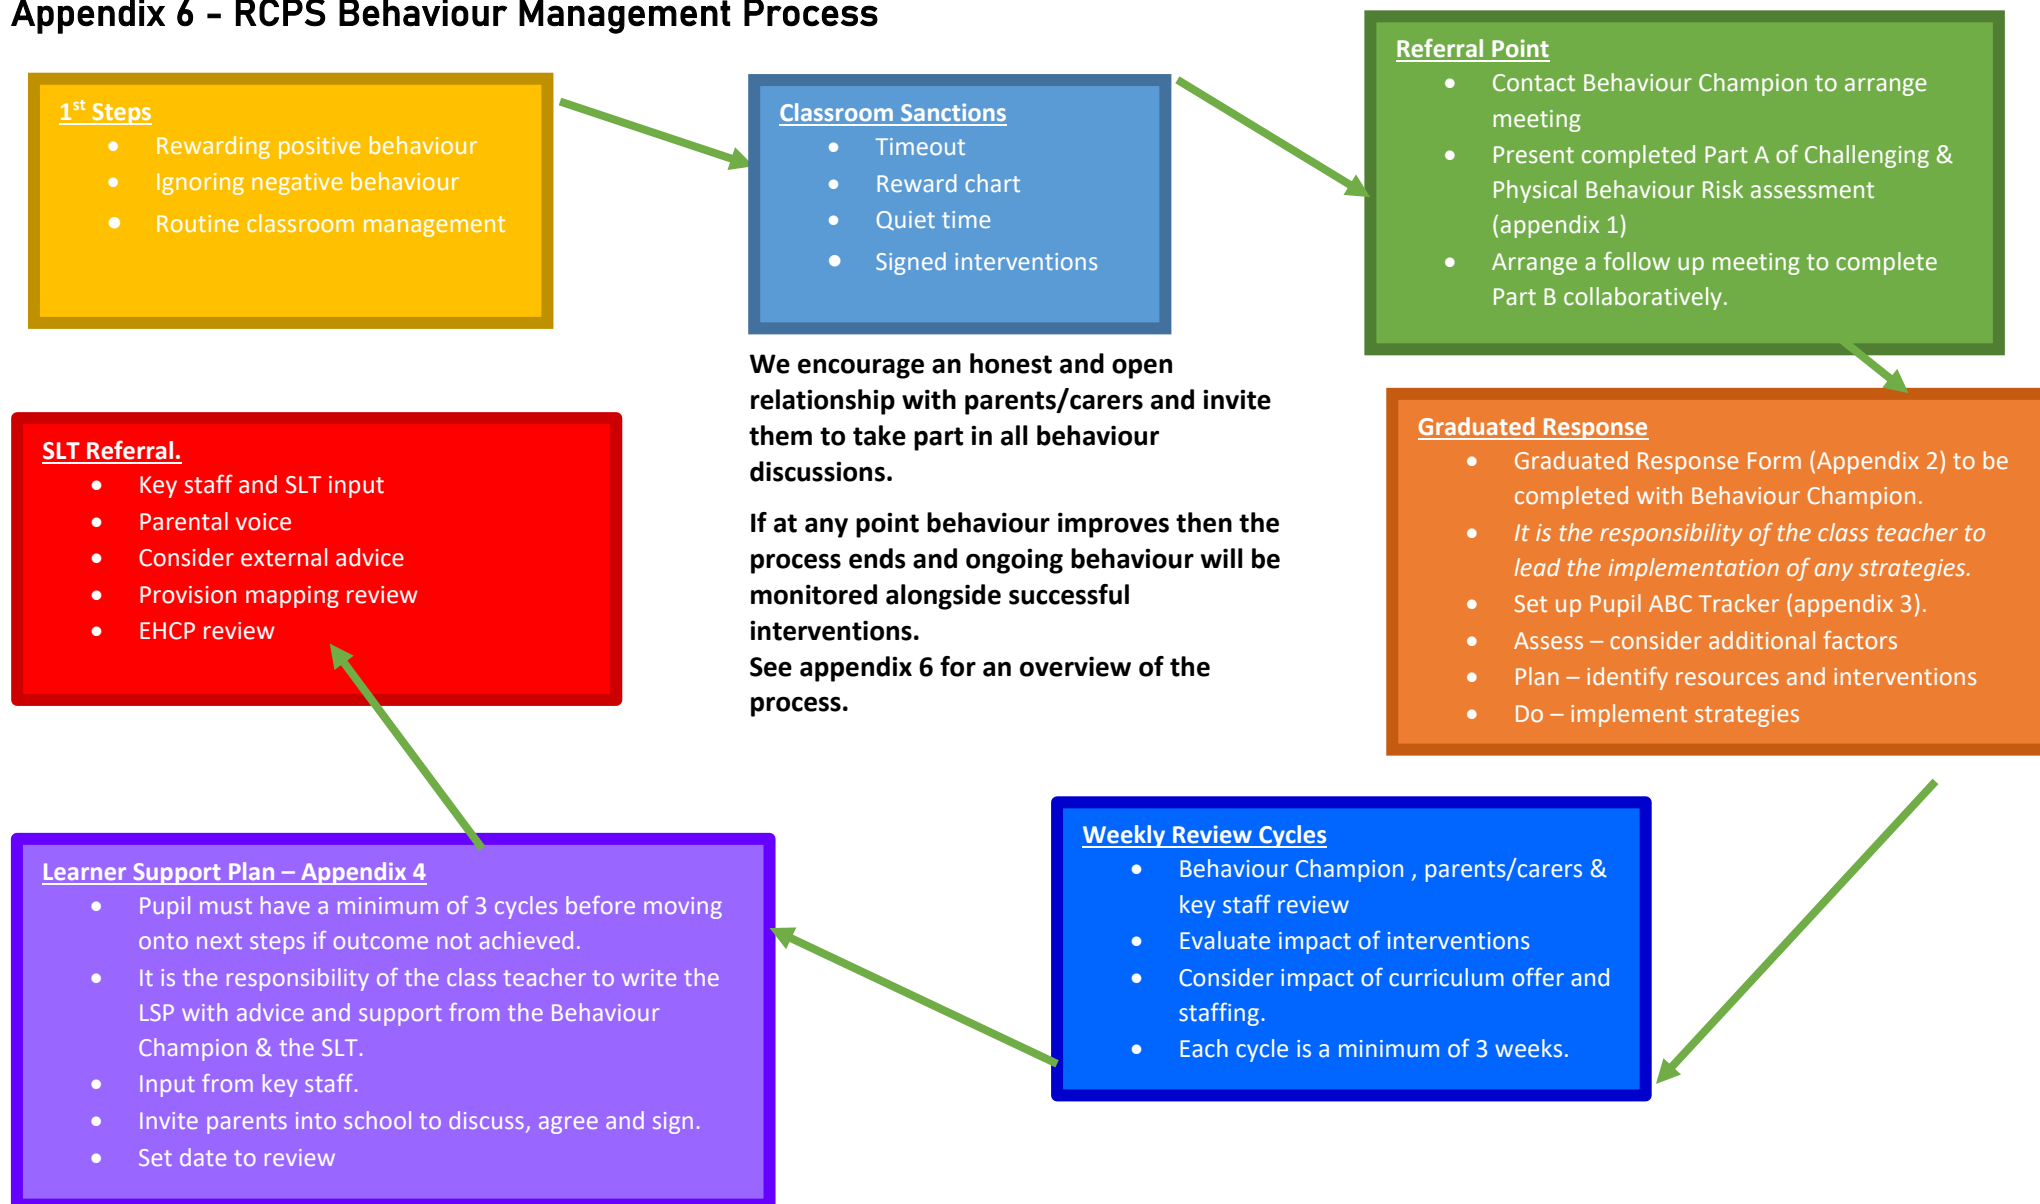 Appendix 6 - RCPS Behaviour Management Process
1st Steps
• Rewarding positive behaviour
• Ignoring negative behaviour
• Routine classroom management
Classroom Sanctions
• Timeout
• Reward chart
• Quiet time
• Signed interventions
Referral Point
• Contact Behaviour Champion to arrange
meeting
• Present completed Part A of Challenging &
Physical Behaviour Risk assessment
(appendix 1)
• Arrange a follow up meeting to complete
Part B collaboratively.
We encourage an honest and open
relationship with parents/carers and invite
them to take part in all behaviour
discussions.
If at any point behaviour improves then the
process ends and ongoing behaviour will be
monitored alongside successful
interventions.
See appendix 6 for an overview of the
process.
Graduated Response
• Graduated Response Form (Appendix 2) to be
completed with Behaviour Champion.
• It is the responsibility of the class teacher to
lead the implementation of any strategies.
• Set up Pupil ABC Tracker (appendix 3).
• Assess – consider additional factors
• Plan – identify resources and interventions
• Do – implement strategies
Weekly Review Cycles
• Behaviour Champion , parents/carers &
key staff review
• Evaluate impact of interventions
• Consider impact of curriculum offer and
staffing.
• Each cycle is a minimum of 3 weeks.
Learner Support Plan – Appendix 4
• Pupil must have a minimum of 3 cycles before moving
onto next steps if outcome not achieved.
• It is the responsibility of the class teacher to write the
LSP with advice and support from the Behaviour
Champion & the SLT.
• Input from key staff.
• Invite parents into school to discuss, agree and sign.
• Set date to review
SLT Referral.
• Key staff and SLT input
• Parental voice
• Consider external advice
• Provision mapping review
• EHCP review